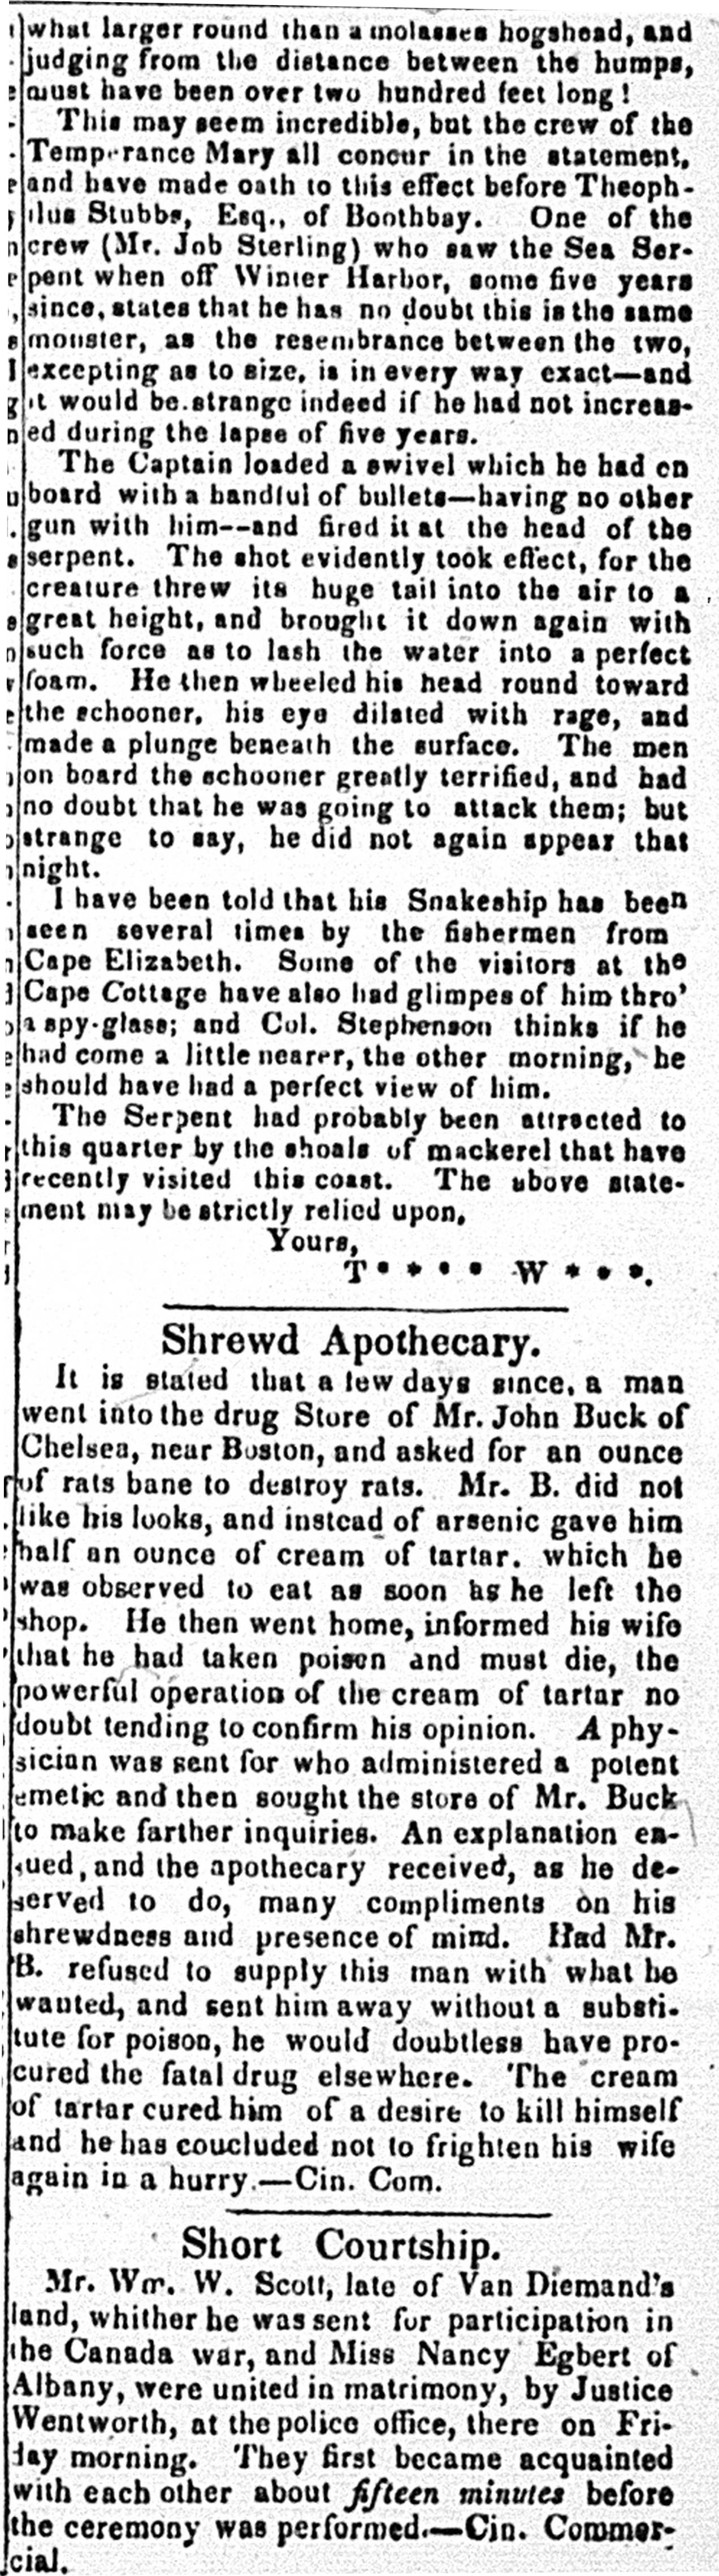 what larger round than a molasses hogshead, and
judging from the distance between the humps,
must have been over two hundred feet long!
This may seem incredible, but the crew of the
Temperance Mary all concur in the statement,
and have made oath to this effect before Theoph-
ilus Stubbs, Esq., of Boothbay. One of the
crew (Mr. Job Sterling) who saw the Sea Ser-
pent when off Winter Harbor, some five years
since, states that he has no doubt this is the same
monster, as the resembrance between the two,
excepting as to size, is in every way exact—and
it would be strange indeed if he had not increas-
ed during the lapse of five years.
The Captain loaded a swivel which he had on
board with a handful of bullets—having no other
gun with him--and fired it at the head of the
serpent. The shot evidently took effect, for the
creature threw its huge tail into the air to a
great height, and brought it down again with
such force as to lash the water into a perfect
foam. He then wheeled his head round toward
the schooner, his eye dilated with rage, and
made a plunge beneath the surface. The men
on board the schooner greatly terrified, and had
no doubt that he was going to attack them; but
strange to say, he did not again appear that
night.
I have been told that his Snakeship has been
seen several times by the fishermen from
Cape Elizabeth. Some of the visitors at the
Cape Cottage have also had glimpes of him thro'
a spy-glass; and Col. Stephenson thinks if he
had come a little nearer, the other morning, he
should have had a perfect view of him.
The Serpent had probably been attracted to
this quarter by the shoals of mackerel that have
recently visited this coast. The above state-
ment may be strictly relied upon,
Yours,
T * * * * W * * *.
Shrewd Apothecary.
It is stated that a few days since, a man
went into the drug Store of Mr. John Buck of
Chelsea, near Boston, and asked for an ounce
of rats bane to destroy rats. Mr. B. did not
like his looks, and instead of arsenic gave him
half an ounce of cream of tartar. which he
was observed to eat as soon as he left the
shop. He then went home, informed his wife
that he had taken poison and must die, the
powerful operation of the cream of tartar no
doubt tending to confirm his opinion. A phy-
sician was sent for who administered a potent
emetic and then sought the store of Mr. Buck
to make farther inquiries. An explanation en-
sued, and the apothecary received, as he de-
served to do, many compliments on his
shrewdness and presence of mind. Had Mr.
B. refused to supply this man with what he
wanted, and sent him away without a substi-
tute for poison, he would doubtless have pro-
cured the fatal drug elsewhere. The cream
of tartar cured him of a desire to kill himself
and he has coucluded not to frighten his wife
again in a hurry.—Cin. Com.
Short Courtship.
Mr. Wm. W. Scott, late of Van Diemand's
land, whither he was sent for participation in
the Canada war, and Miss Nancy Egbert of
Albany, were united in matrimony, by Justice
Wentworth, at the police office, there on Fri-
day morning. They first became acquainted
with each other about fifteen minutes before
the ceremony was performed.—Cin. Commer-
cial.